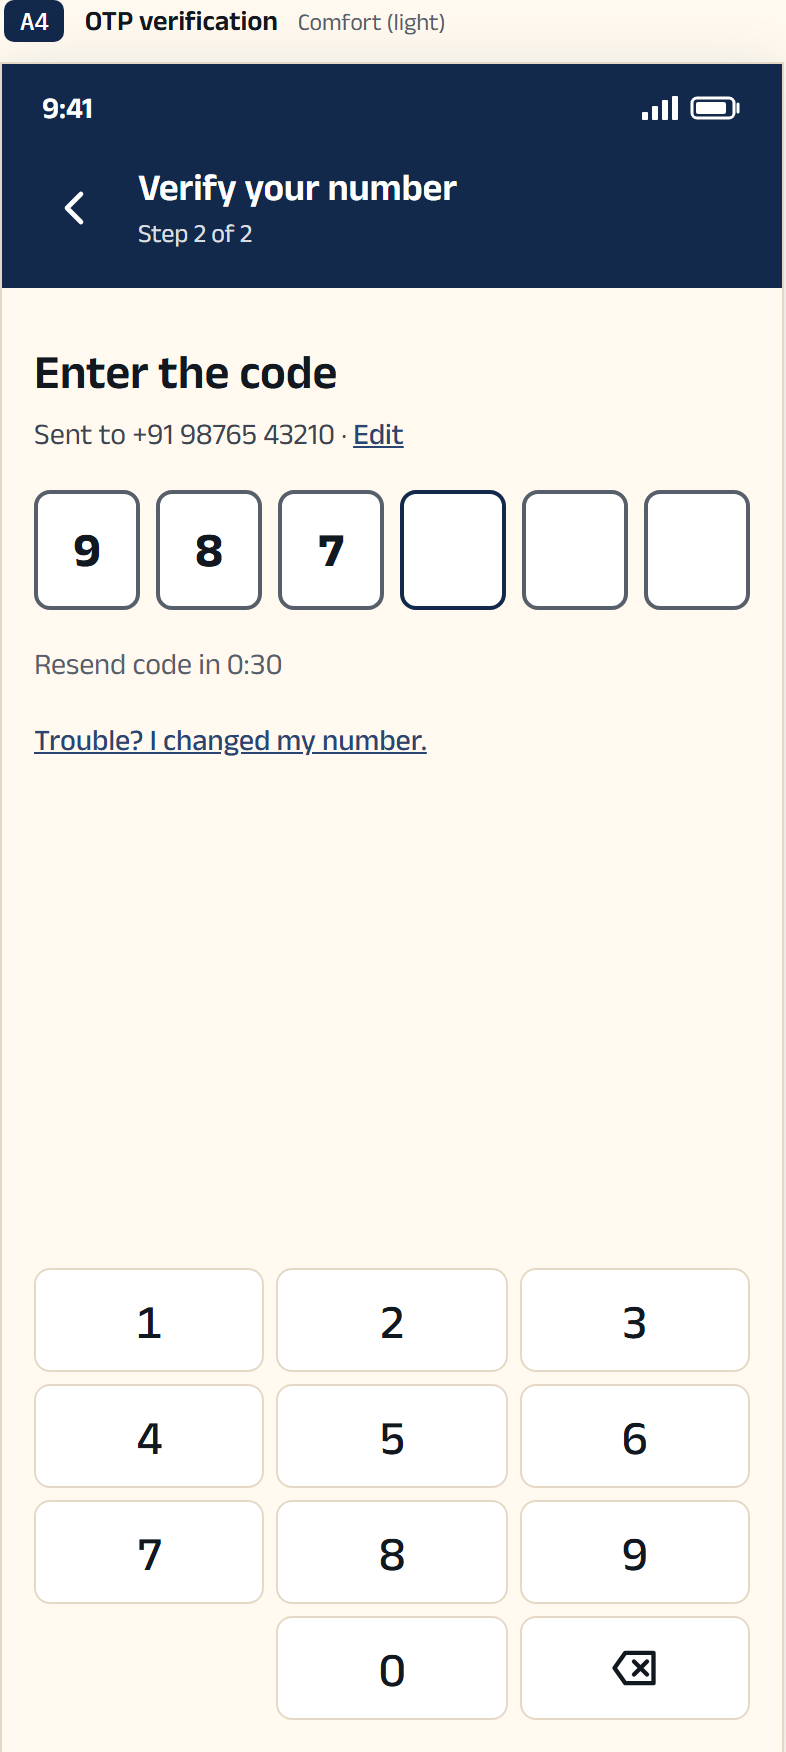 A4 OTP verification Comfort (light)
9:41
Verify your number
Step 2 of 2
Enter the code
Sent to +91 98765 43210 · Edit
9 8 7
Resend code in 0:30
Trouble? I changed my number.
1 2 3
4 5 6
7 8 9
0